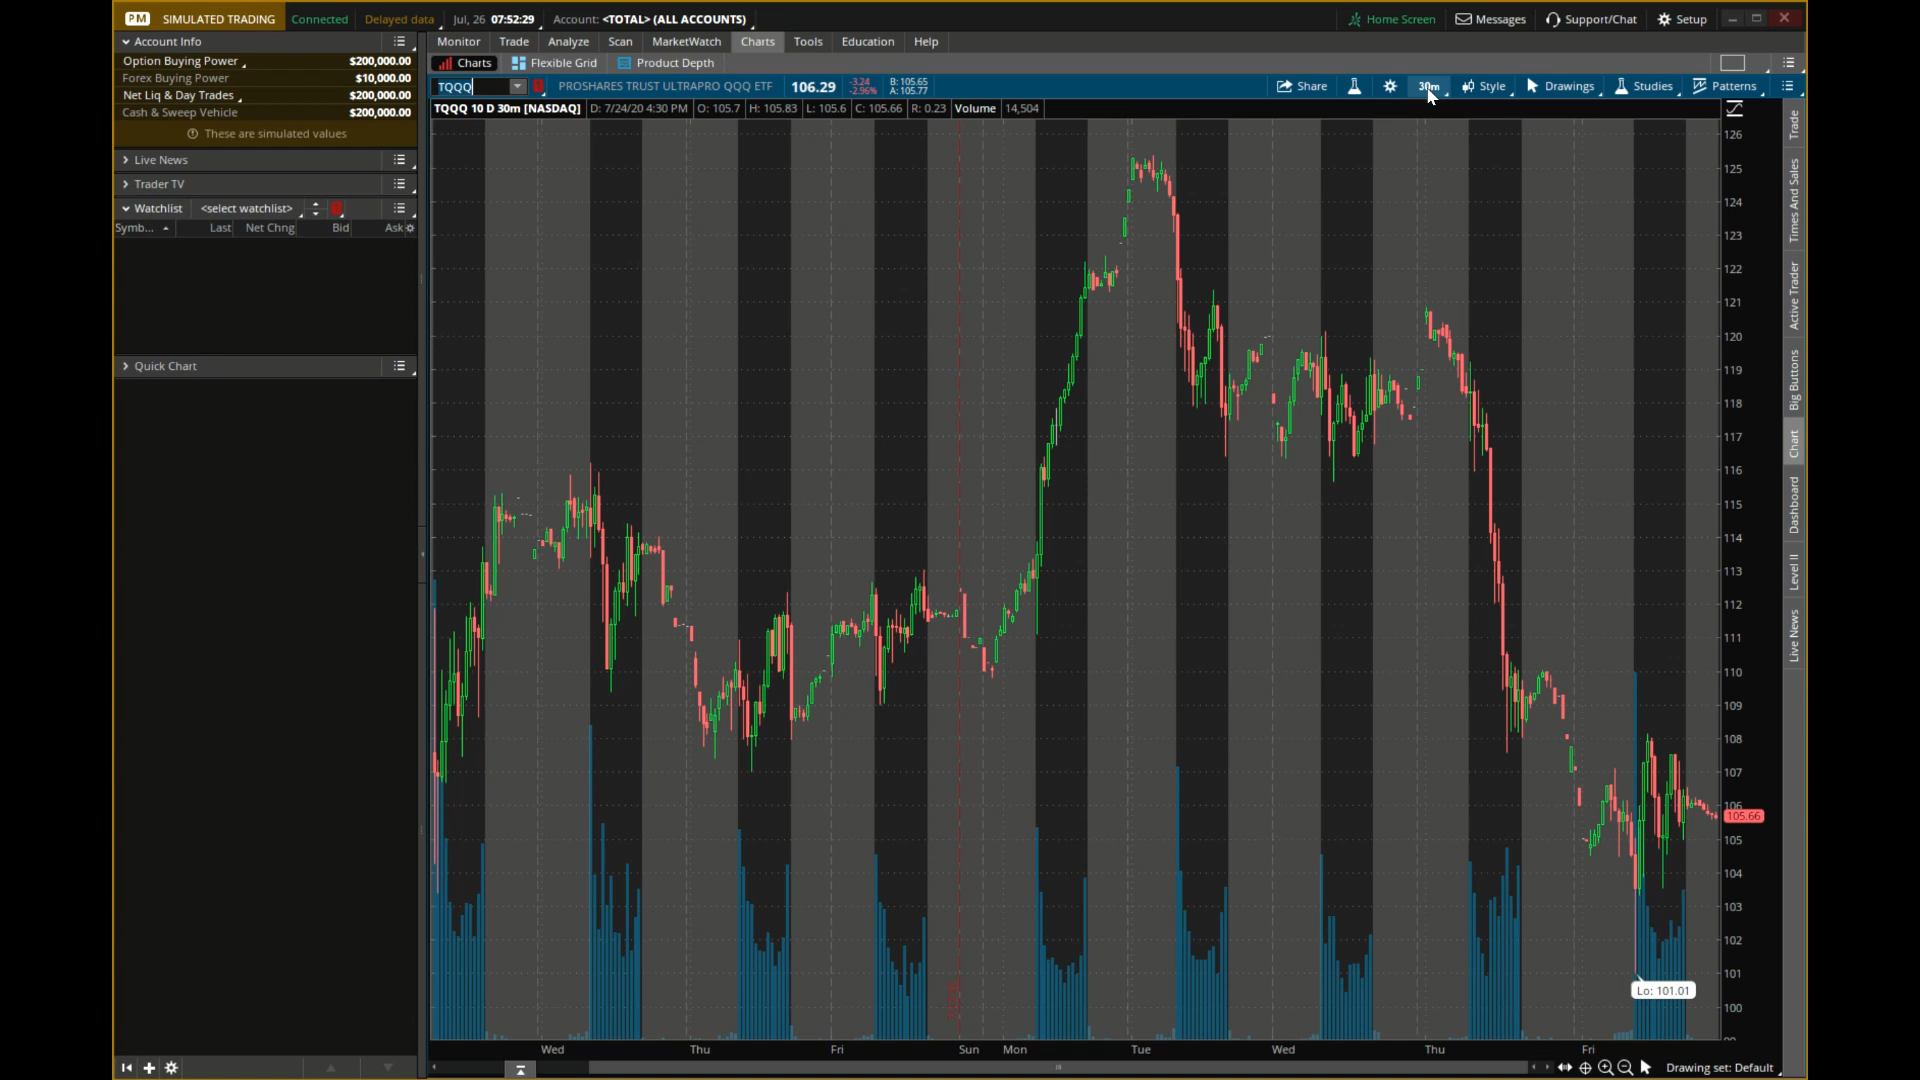 PM SIMULATED TRADING Connected Delayed data Jul, 26 07:52:29 Account: <TOTAL> (ALL ACCOUNTS) Home Screen Messages Support/Chat Setup
Account Info
Option Buying Power $200,000.00
Forex Buying Power $10,000.00
Net Liq & Day Trades $200,000.00
Cash & Sweep Vehicle $200,000.00
These are simulated values
Live News
Trader TV
Watchlist <select watchlist>
Symb... Last Net Chng Bid Ask
Quick Chart
Monitor Trade Analyze Scan MarketWatch Charts Tools Education Help
Charts Flexible Grid Product Depth
TQQQ PROSHARES TRUST ULTRAPRO QQQ ETF 106.29 -3.24 -2.96% B: 105.65 A: 105.77 Share 30m Style Drawings Studies Patterns
TQQQ 10 D 30m [NASDAQ] D: 7/24/20 4:30 PM O: 105.7 H: 105.83 L: 105.6 C: 105.66 R: 0.23 Volume 14,504
126
125
124
123
122
121
120
119
118
117
116
115
114
113
112
111
110
109
108
107
106
105.66
105
104
103
102
101
100
Lo: 101.01
Wed Thu Fri Sun Mon Tue Wed Thu Fri
Drawing set: Default
Trade
Times And Sales
Active Trader
Big Buttons
Chart
Dashboard
Level II
Live News